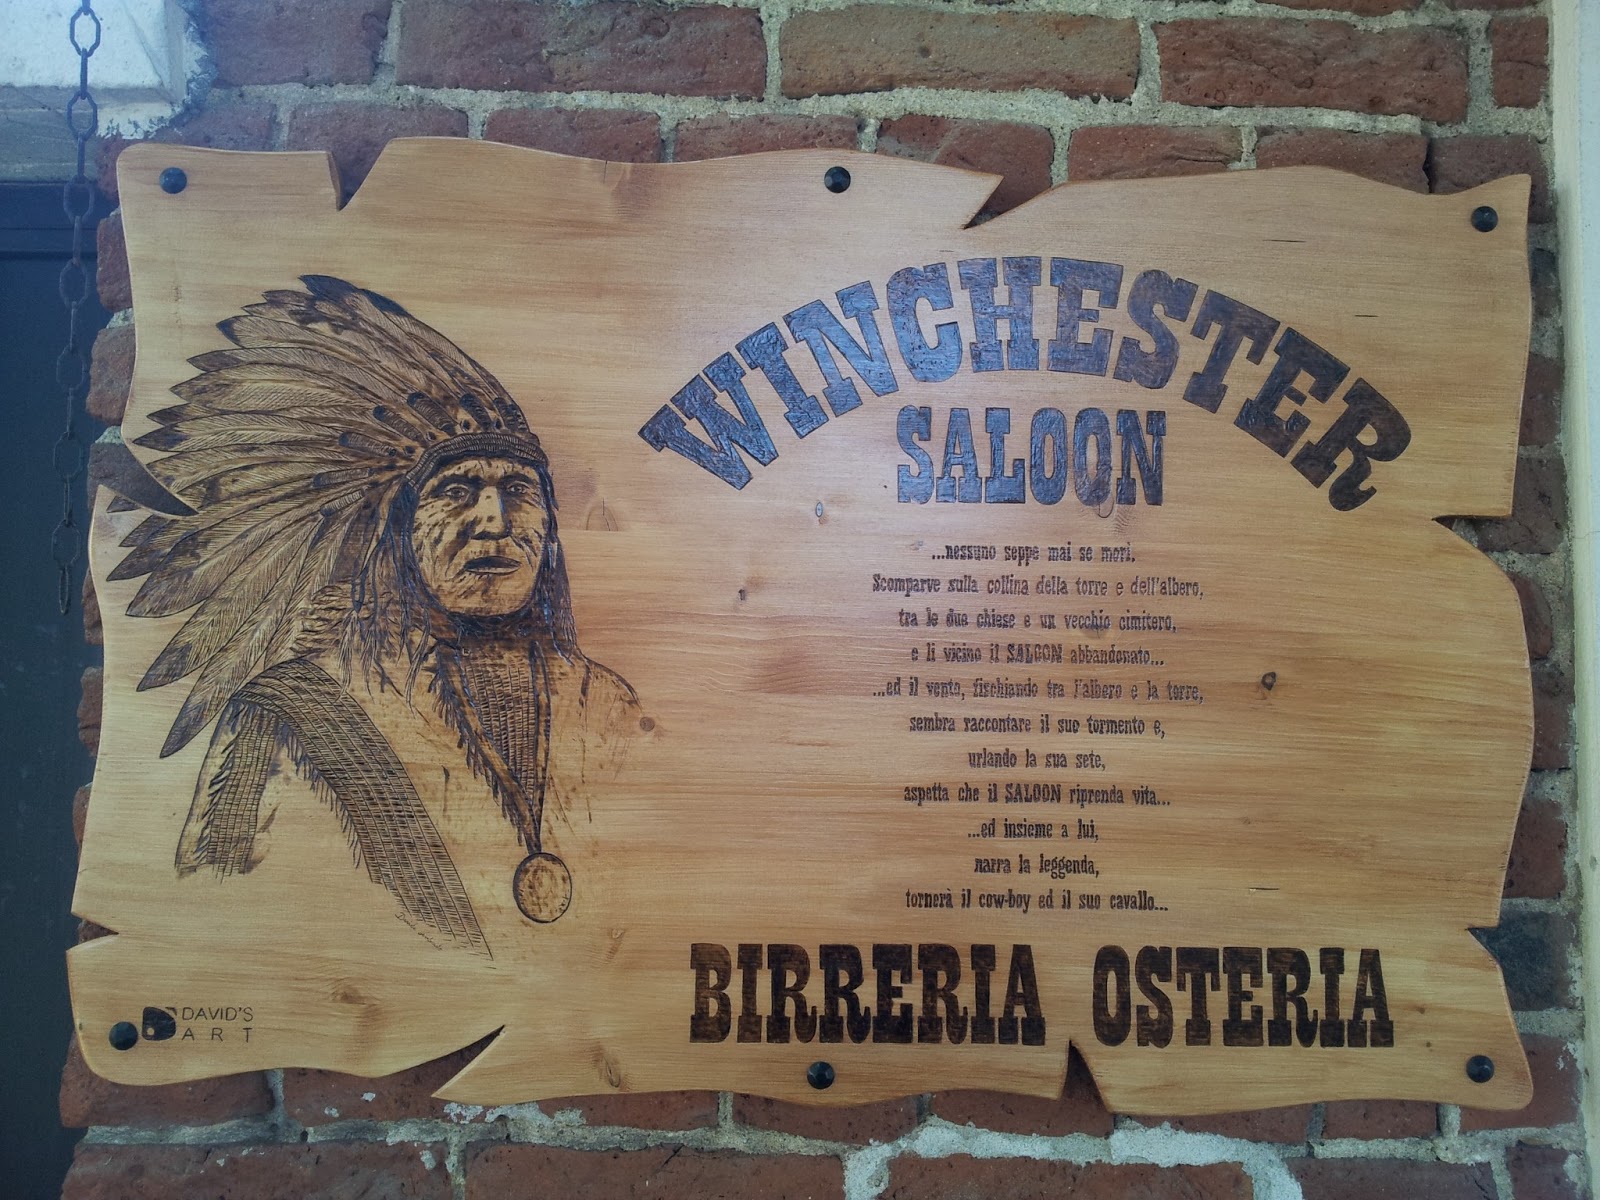 WINCHESTER
SALOON
...nessuno seppe mai se morì.
Scomparve sulla collina della torre e dell'albero,
tra le due chiese e un vecchio cimitero,
e li vicino il SALOON abbandonato...
...ed il vento, fischiando tra l'albero e la torre,
sembra raccontare il suo tormento e,
urlando la sua sete,
aspetta che il SALOON riprenda vita...
...ed insieme a lui,
narra la leggenda,
tornerà il cow-boy ed il suo cavallo...
BIRRERIA OSTERIA
DAVID'S
ART